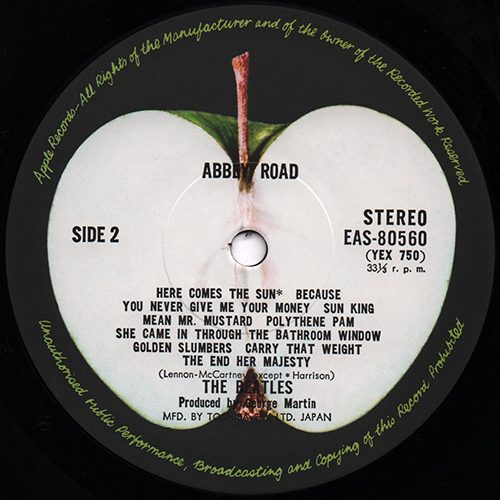 Apple Records-All Rights of the Manufacturer and of the Owner of the Recorded Work Reserved
ABBEY ROAD
SIDE 2
STEREO
EAS-80560
(YEX 750)
33⅓ r. p. m.
HERE COMES THE SUN* BECAUSE
YOU NEVER GIVE ME YOUR MONEY SUN KING
MEAN MR. MUSTARD POLYTHENE PAM
SHE CAME IN THROUGH THE BATHROOM WINDOW
GOLDEN SLUMBERS CARRY THAT WEIGHT
THE END HER MAJESTY
(Lennon-McCartney except * Harrison)
THE BEATLES
Produced by George Martin
MFD. BY LTD. JAPAN
Unauthorised Public Performance, Broadcasting and Copying of this Record Prohibited